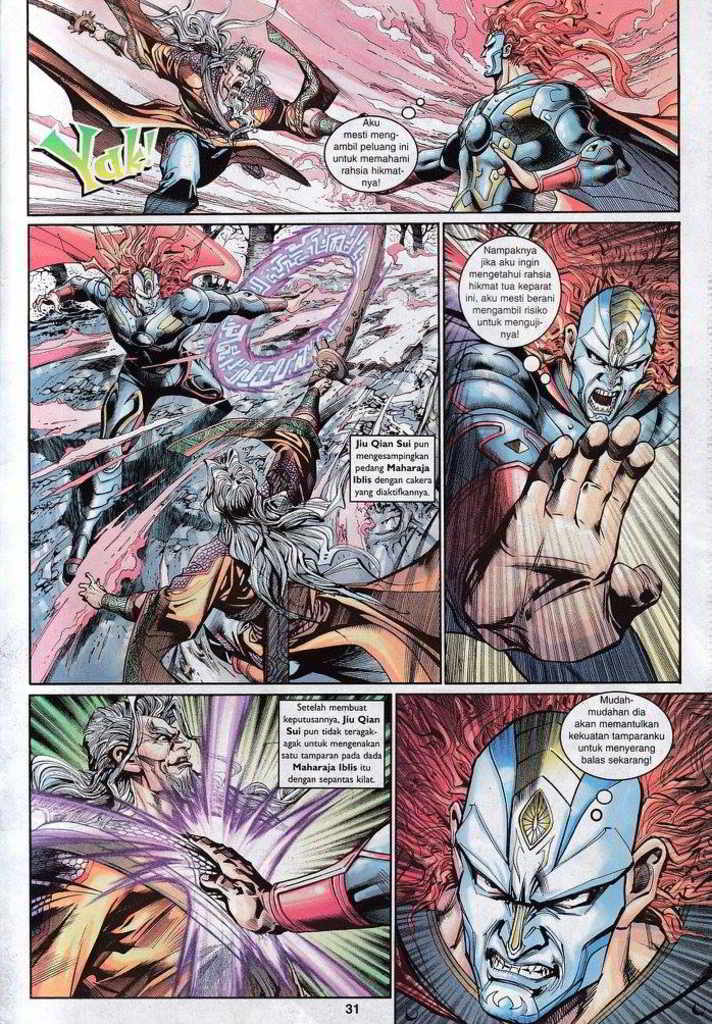 Yak!
Aku
mesti meng-
ambil peluang ini
untuk memahami
rahsia hikmat-
nya!
Jiu Qian Sui pun
mengesampingkan
pedang Maharaja
Iblis dengan cakera
yang diaktifkannya.
Nampaknya
jika aku ingin
mengetahui rahsia
hikmat tua keparat
ini, aku mesti berani
mengambil risiko
untuk menguji-
nya!
Setelah membuat
keputusannya, Jiu Qian
Sui pun tidak teragak-
agak untuk mengenakan
satu tamparan pada dada
Maharaja Iblis itu
dengan sepantas kilat.
Mudah-
mudahan dia
akan memantulkan
kekuatan tamparanku
untuk menyerang
balas sekarang!
31